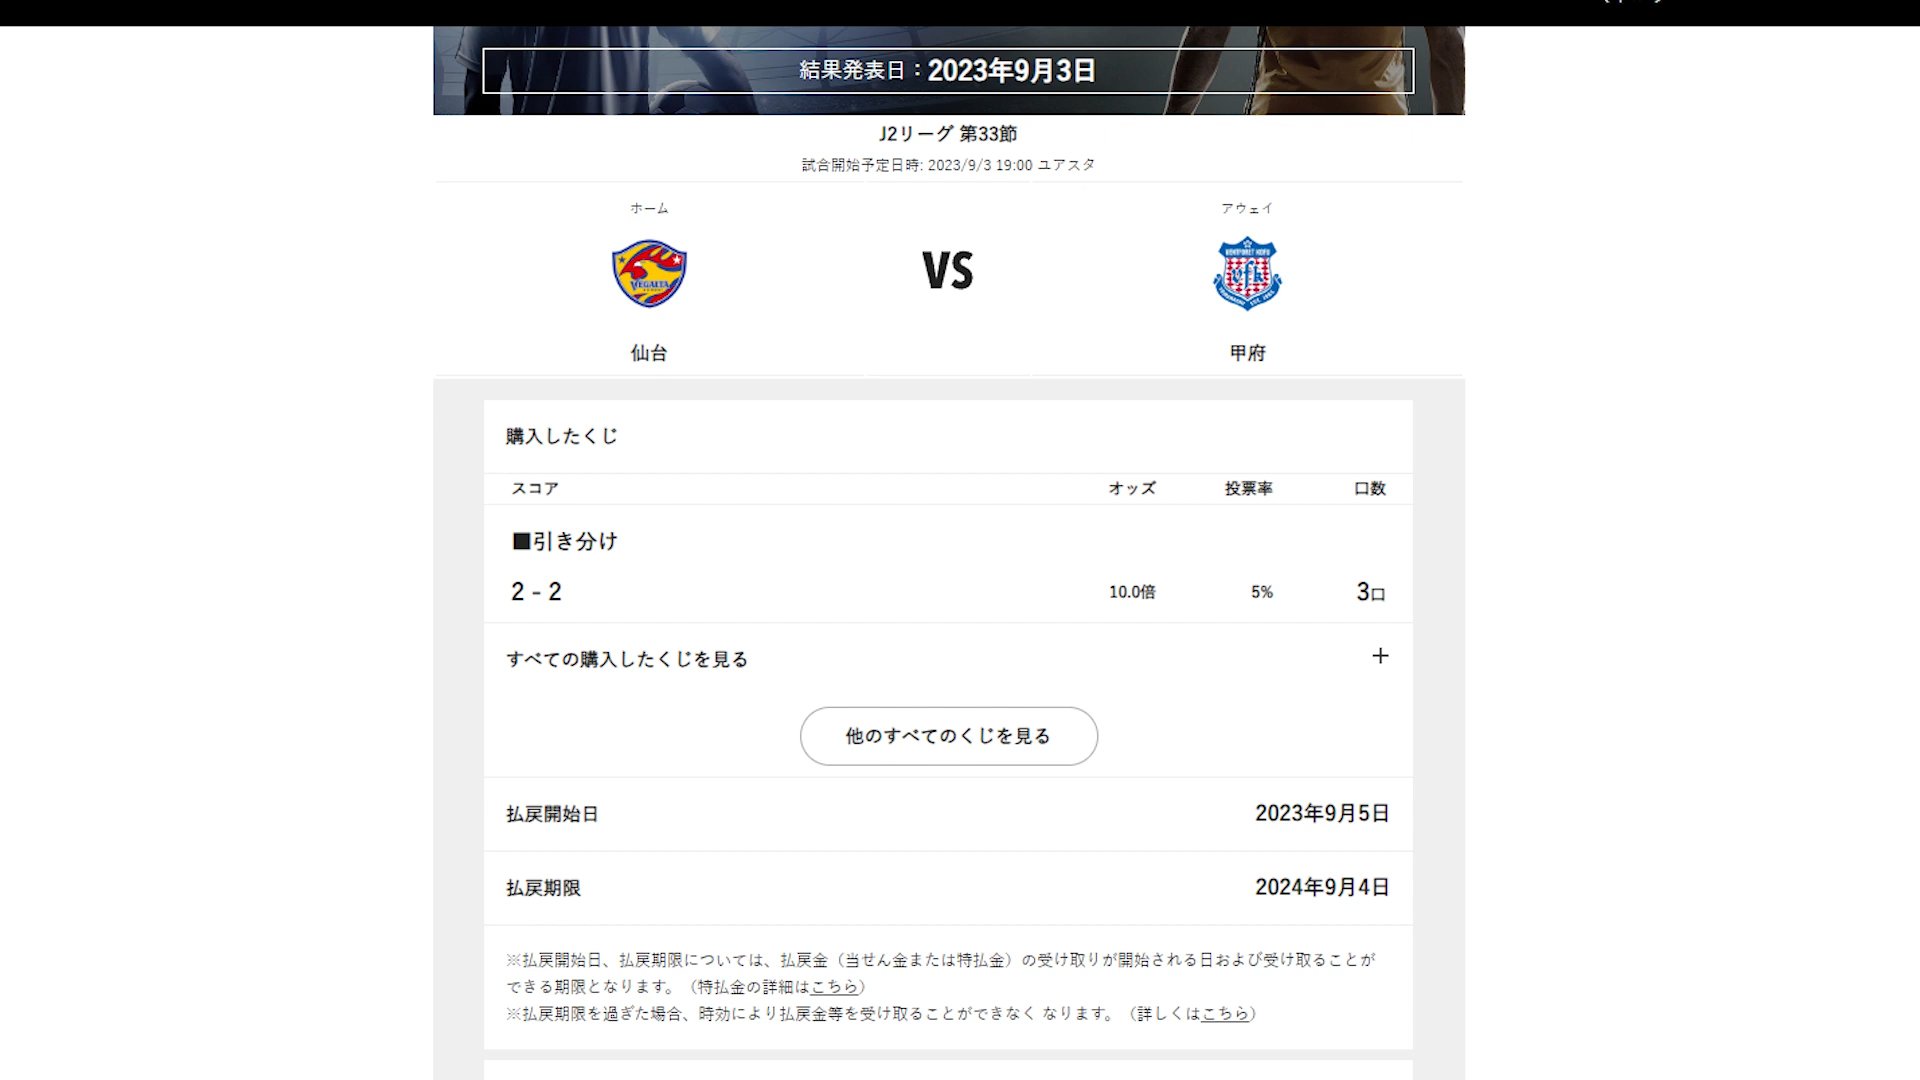 結果発表日：2023年9月3日
J2リーグ 第33節
試合開始予定日時: 2023/9/3 19:00 ユアスタ
ホーム
アウェイ
VEGALTA
VS
VENTFORET KOFU
vfk
仙台
甲府
購入したくじ
スコア オッズ 投票率 口数
■引き分け
2 - 2 10.0倍 5% 3口
すべての購入したくじを見る +
他のすべてのくじを見る
払戻開始日 2023年9月5日
払戻期限 2024年9月4日
※払戻開始日、払戻期限については、払戻金（当せん金または特払金）の受け取りが開始される日および受け取ることが
できる期限となります。（特払金の詳細はこちら）
※払戻期限を過ぎた場合、時効により払戻金等を受け取ることができなく なります。（詳しくはこちら）